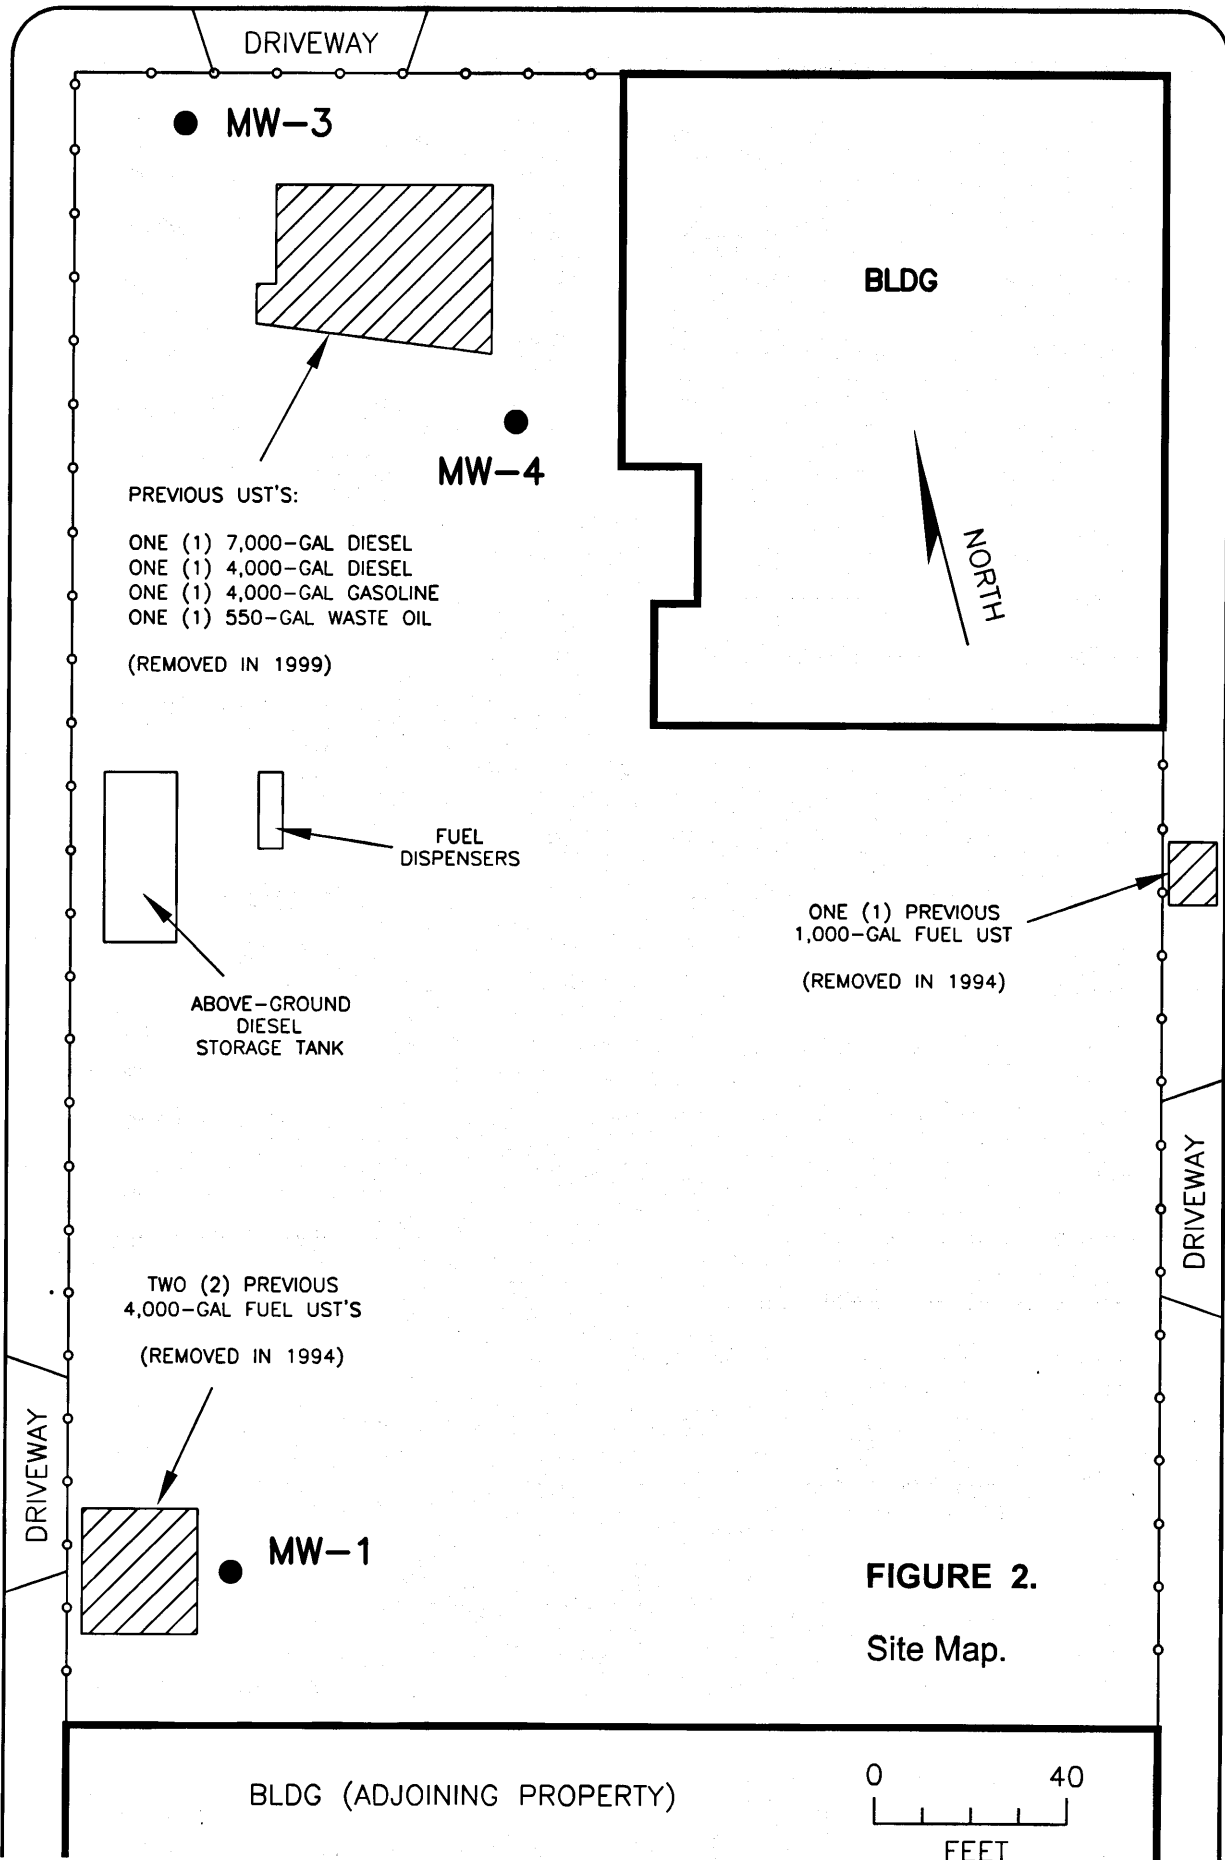 DRIVEWAY
MW-3
BLDG
MW-4
NORTH
PREVIOUS UST'S:
ONE (1) 7,000-GAL DIESEL
ONE (1) 4,000-GAL DIESEL
ONE (1) 4,000-GAL GASOLINE
ONE (1) 550-GAL WASTE OIL
(REMOVED IN 1999)
FUEL
DISPENSERS
ONE (1) PREVIOUS
1,000-GAL FUEL UST
(REMOVED IN 1994)
ABOVE-GROUND
DIESEL
STORAGE TANK
DRIVEWAY
TWO (2) PREVIOUS
4,000-GAL FUEL UST'S
(REMOVED IN 1994)
DRIVEWAY
MW-1
FIGURE 2.
Site Map.
BLDG (ADJOINING PROPERTY)
0 40
FEET